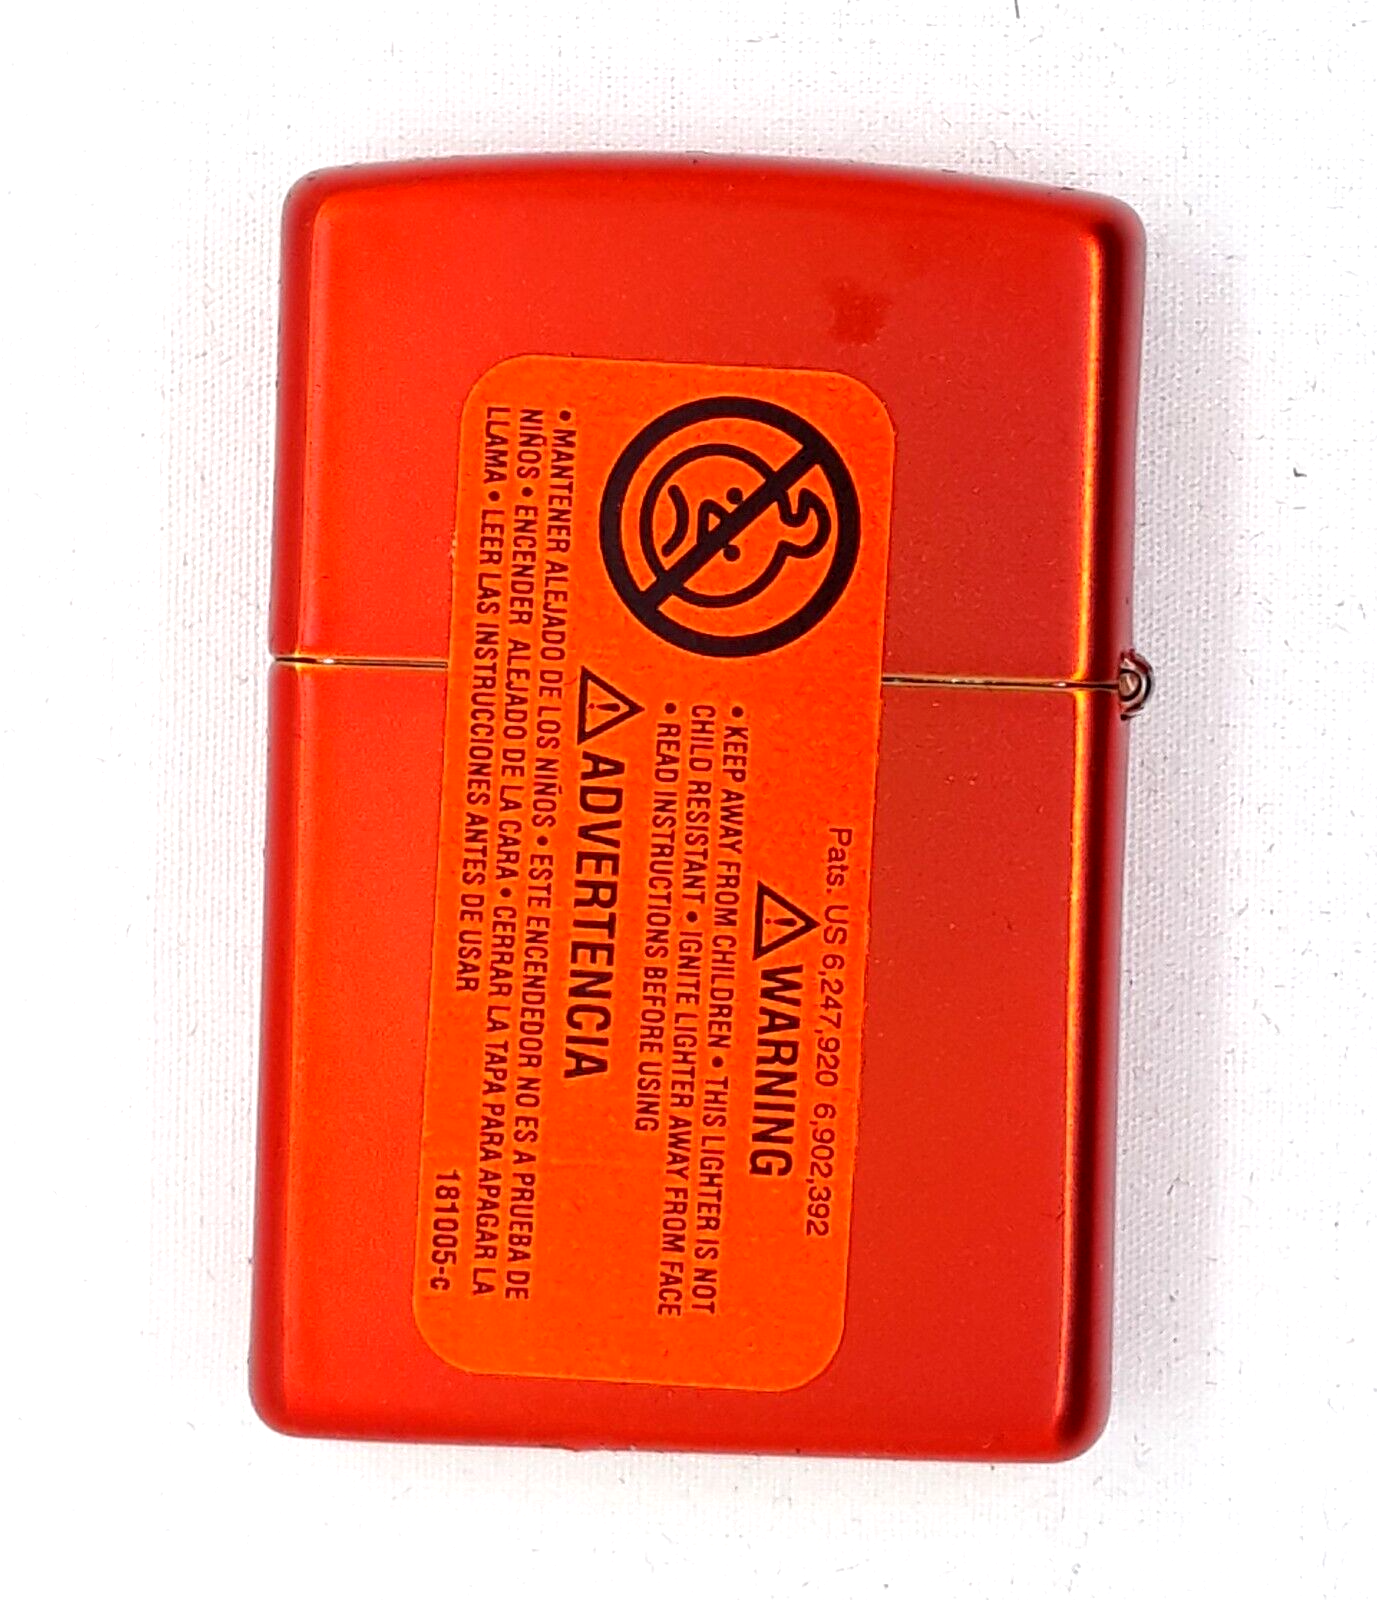 Pats. US 6,247,920 6,902,392
WARNING
• KEEP AWAY FROM CHILDREN • THIS LIGHTER IS NOT
CHILD RESISTANT • IGNITE LIGHTER AWAY FROM FACE
• READ INSTRUCTIONS BEFORE USING
ADVERTENCIA
• MANTENER ALEJADO DE LOS NIÑOS • ESTE ENCENDEDOR NO ES A PRUEBA DE
NIÑOS • ENCENDER ALEJADO DE LA CARA • CERRAR LA TAPA PARA APAGAR LA
LLAMA • LEER LAS INSTRUCCIONES ANTES DE USAR
181005-c